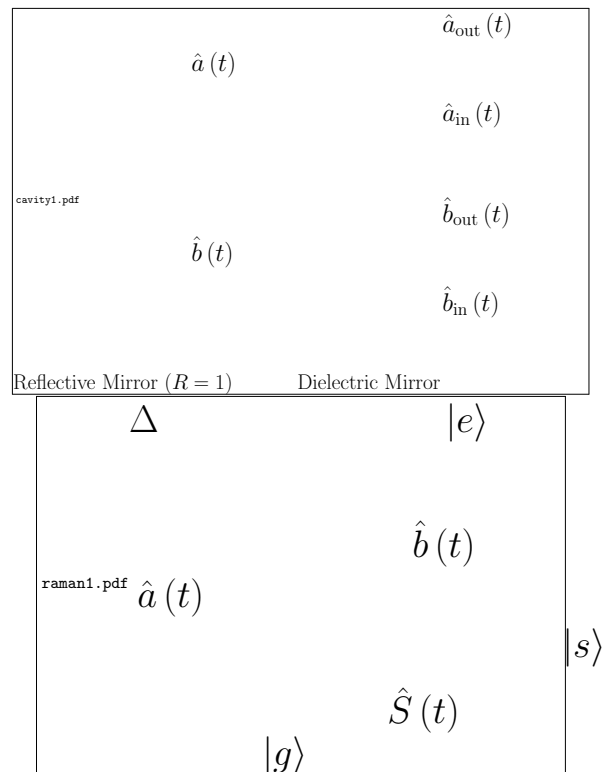 â_out (t)
â (t)
â_in (t)
cavity1.pdf
b̂_out (t)
b̂ (t)
b̂_in (t)
Reflective Mirror (R = 1) Dielectric Mirror
Δ |e⟩
b̂ (t)
raman1.pdf â (t)
|s⟩
Ŝ (t)
|g⟩